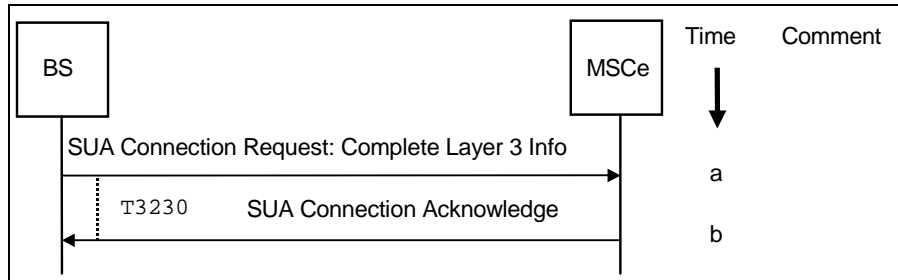 Time Comment
BS
MSCe
SUA Connection Request: Complete Layer 3 Info
a
T3230 SUA Connection Acknowledge
b